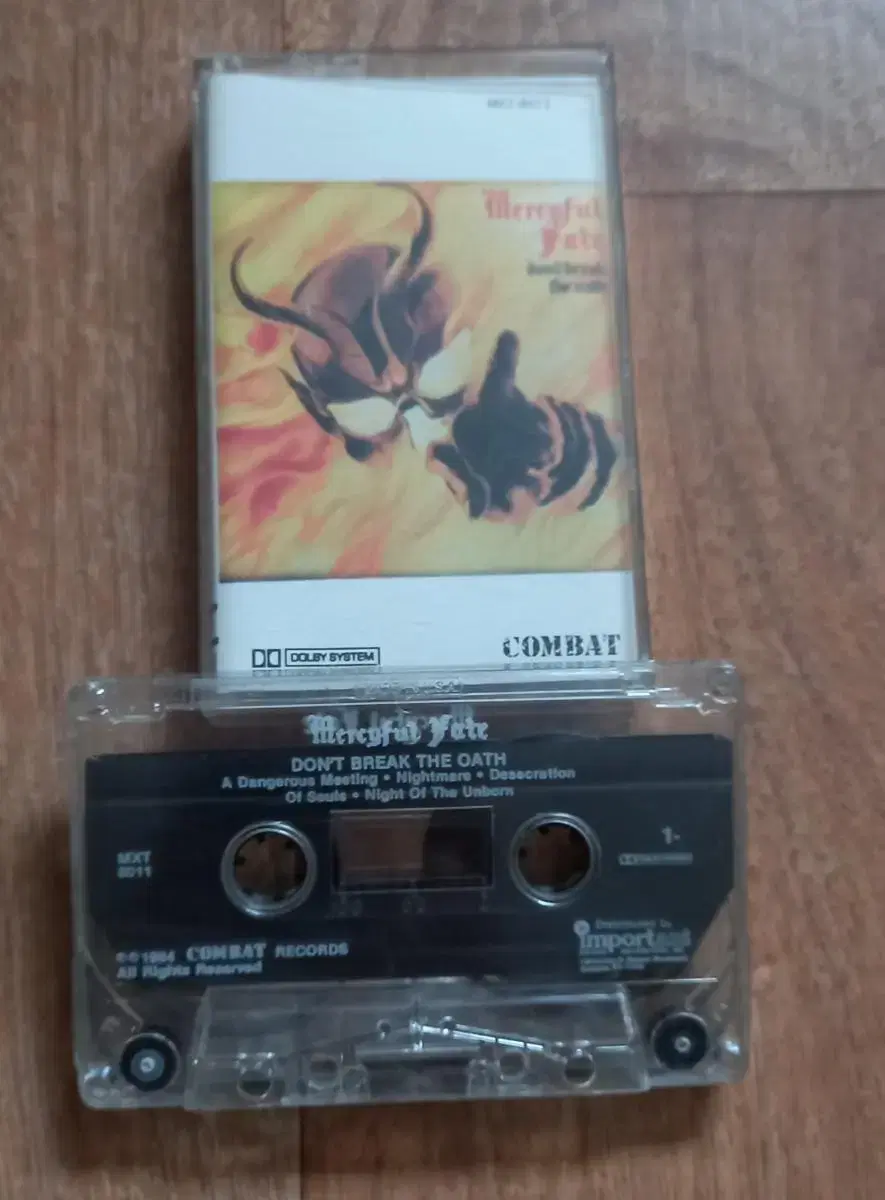 Mercyful
Fate
don't break
the oath
DOLBY SYSTEM
COMBAT
Mercyful Fate
DON'T BREAK THE OATH
A Dangerous Meeting • Nightmare • Desecration
Of Souls • Night Of The Unborn
MXT
8011
1-
℗©1984 COMBAT RECORDS
All Rights Reserved
Distributed by
important